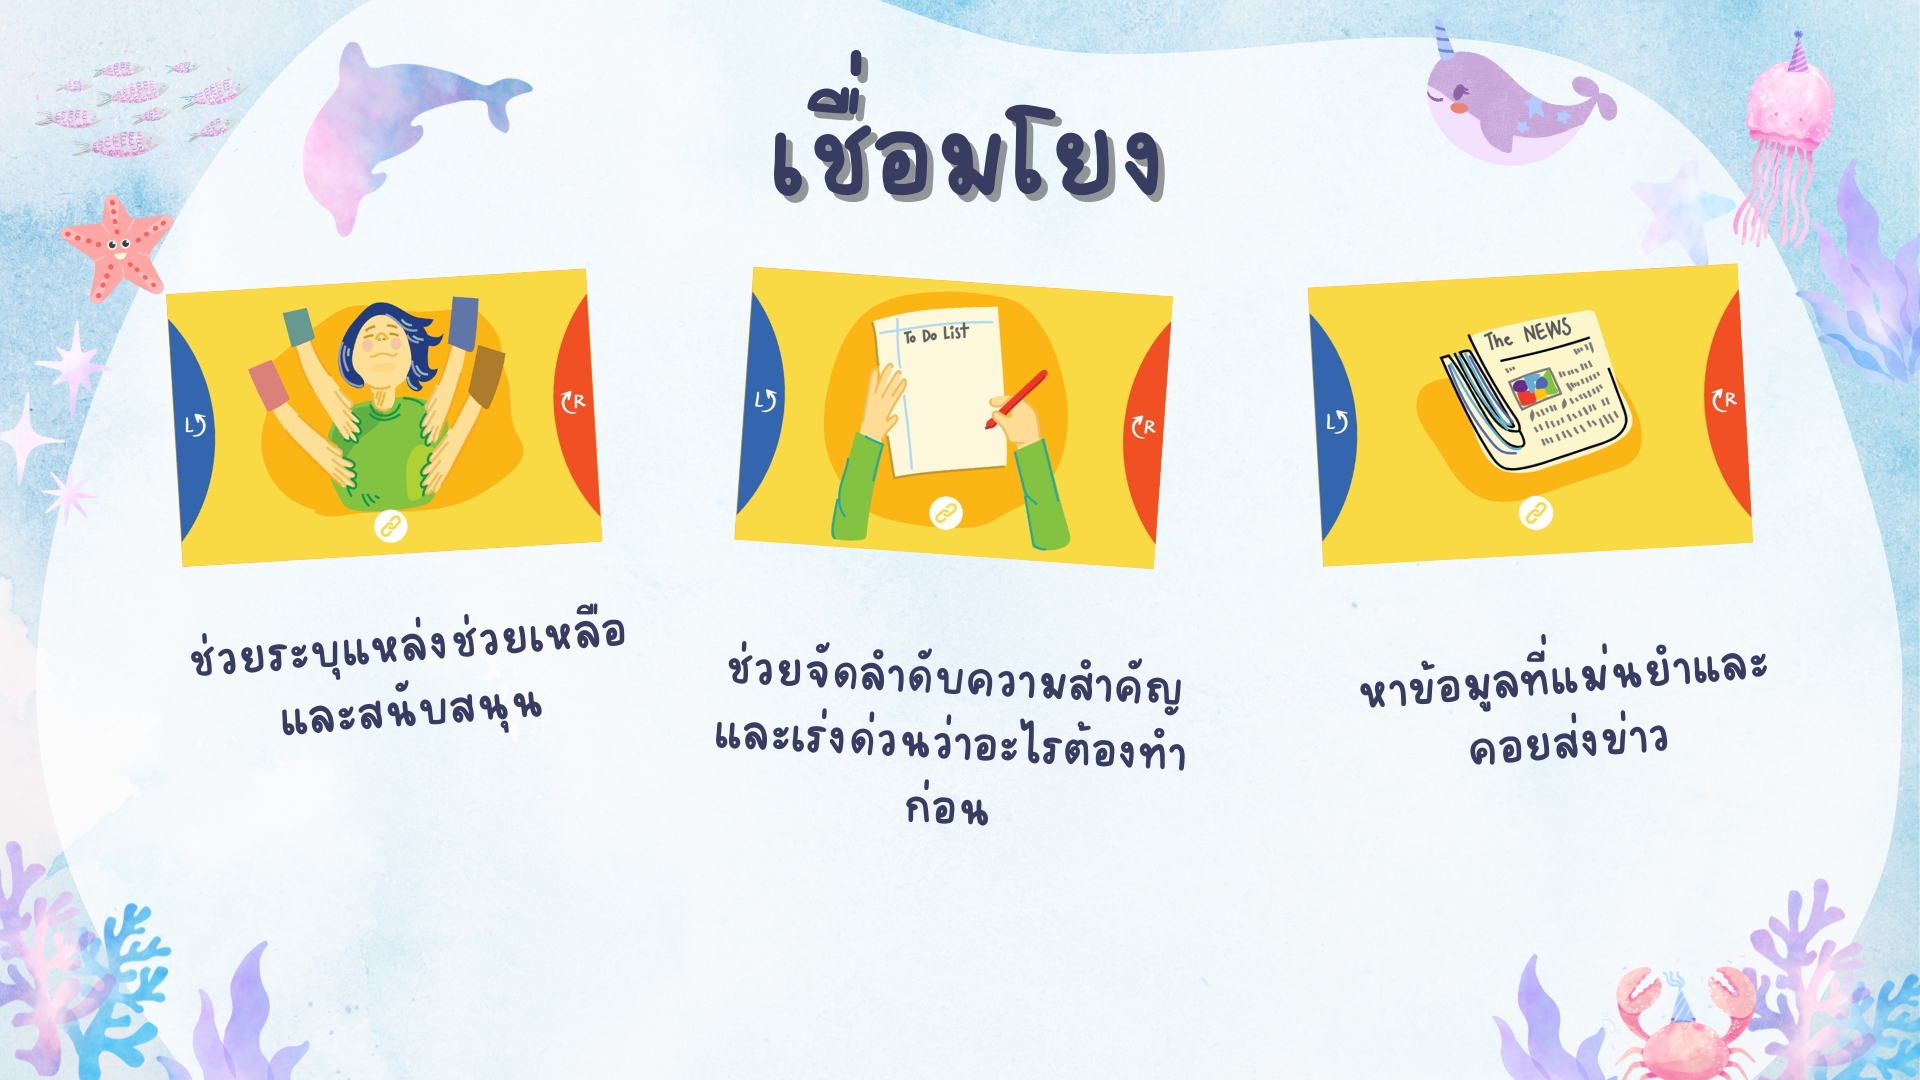 เชื่อมโยง
L
R
To Do List
L
R
The NEWS
L
R
ช่วยระบุแหล่งช่วยเหลือ
และสนับสนุน
ช่วยจัดลำดับความสำคัญ
และเร่งด่วนว่าอะไรต้องทำ
ก่อน
หาข้อมูลที่แม่นยำและ
คอยส่งข่าว